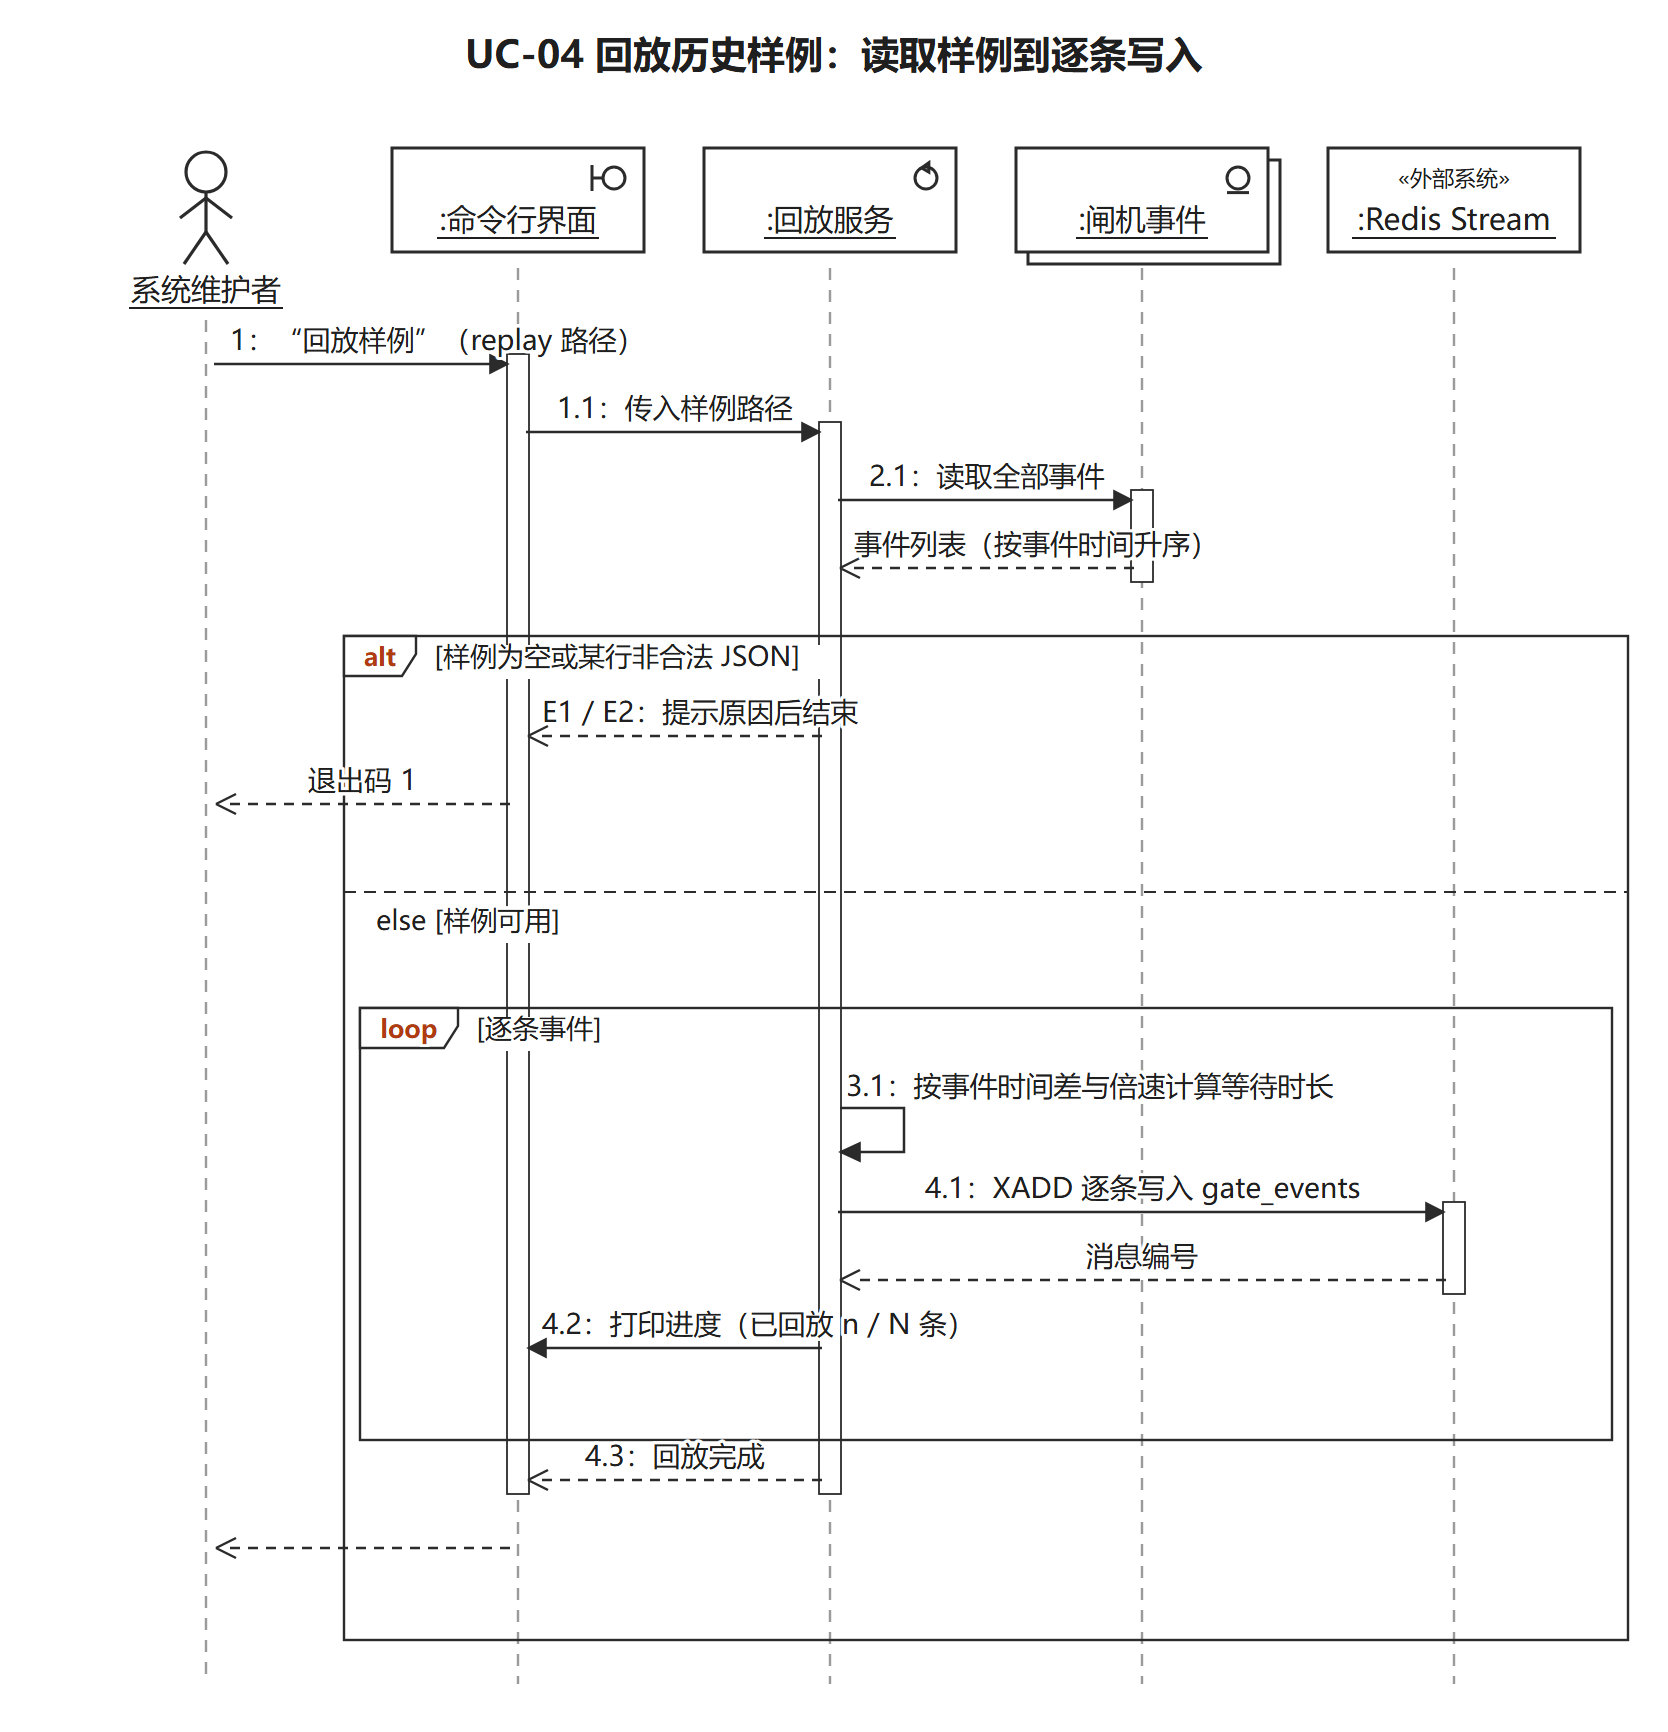 UC-04 回放历史样例：读取样例到逐条写入
系统维护者
:命令行界面
:回放服务
:闸机事件
«外部系统»
:Redis Stream
1：“回放样例”（replay 路径）
1.1：传入样例路径
2.1：读取全部事件
事件列表（按事件时间升序）
alt [样例为空或某行非合法 JSON]
E1 / E2：提示原因后结束
退出码 1
else [样例可用]
loop [逐条事件]
3.1：按事件时间差与倍速计算等待时长
4.1：XADD 逐条写入 gate_events
消息编号
4.2：打印进度（已回放 n / N 条）
4.3：回放完成